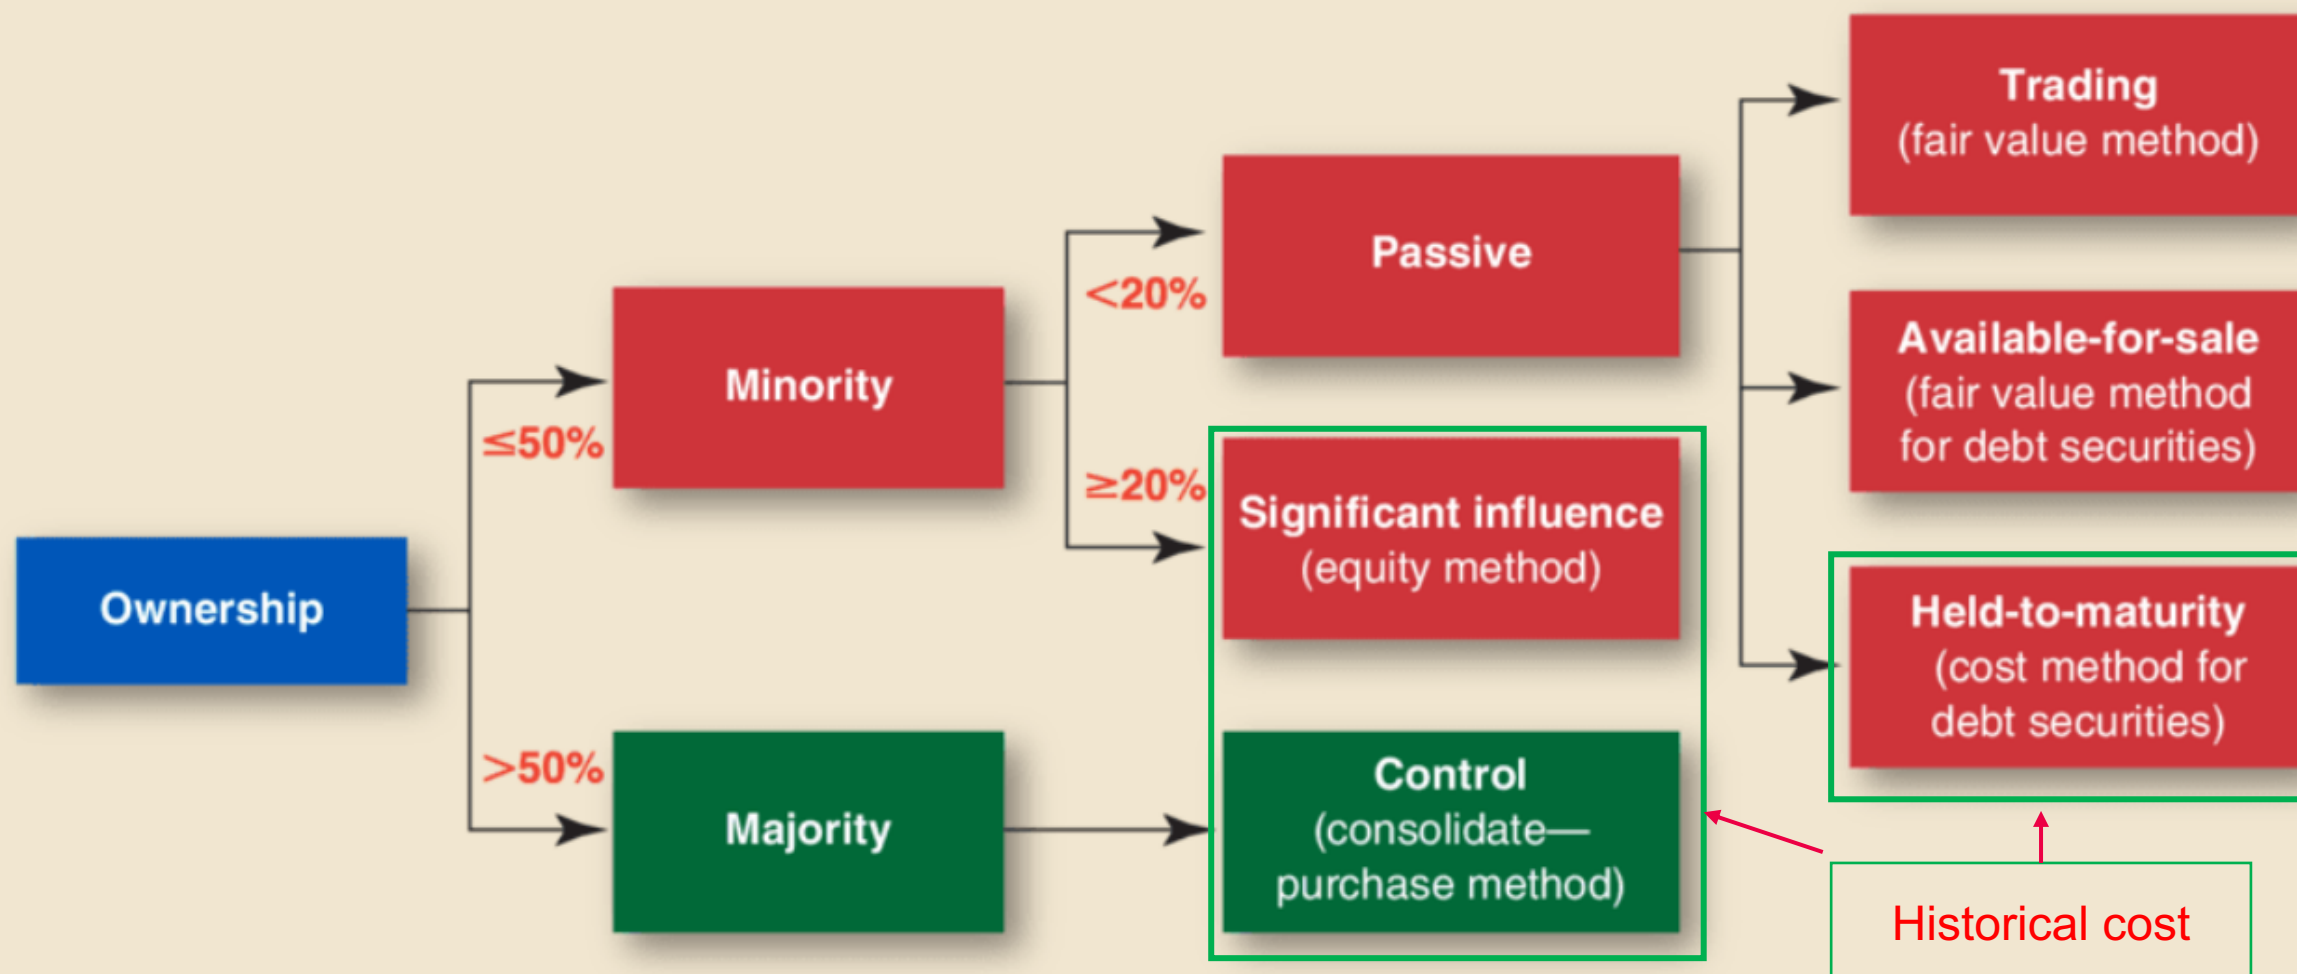 Ownership
≤50%
>50%
Minority
Majority
<20%
≥20%
Passive
Significant influence
(equity method)
Control
(consolidate—
purchase method)
Trading
(fair value method)
Available-for-sale
(fair value method
for debt securities)
Held-to-maturity
(cost method for
debt securities)
Historical cost